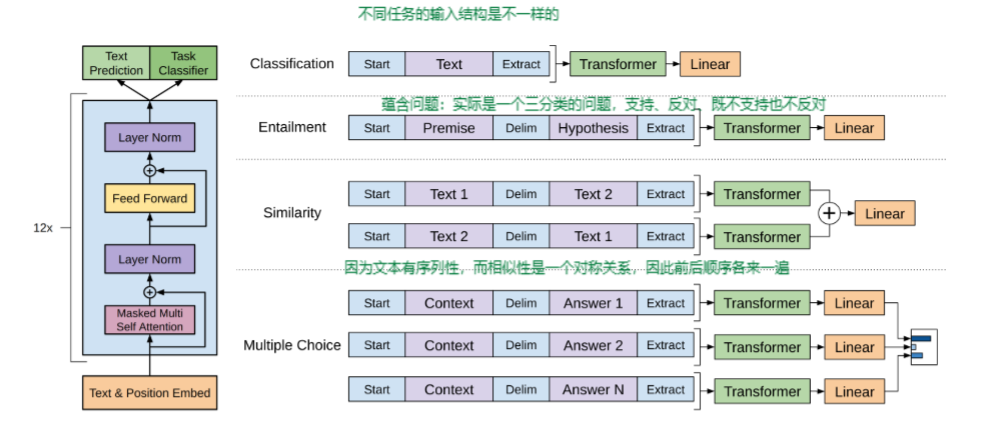 不同任务的输入结构是不一样的
Text Prediction
Task Classifier
Layer Norm
Feed Forward
12x
Layer Norm
Masked Multi Self Attention
Text & Position Embed
Classification Start Text Extract Transformer Linear
蕴含问题：实际是一个三分类的问题，支持、反对、既不支持也不反对
Entailment Start Premise Delim Hypothesis Extract Transformer Linear
Start Text 1 Delim Text 2 Extract Transformer
Similarity + Linear
Start Text 2 Delim Text 1 Extract Transformer
因为文本有序列性，而相似性是一个对称关系，因此前后顺序各来一遍
Start Context Delim Answer 1 Extract Transformer Linear
Multiple Choice Start Context Delim Answer 2 Extract Transformer Linear
Start Context Delim Answer N Extract Transformer Linear